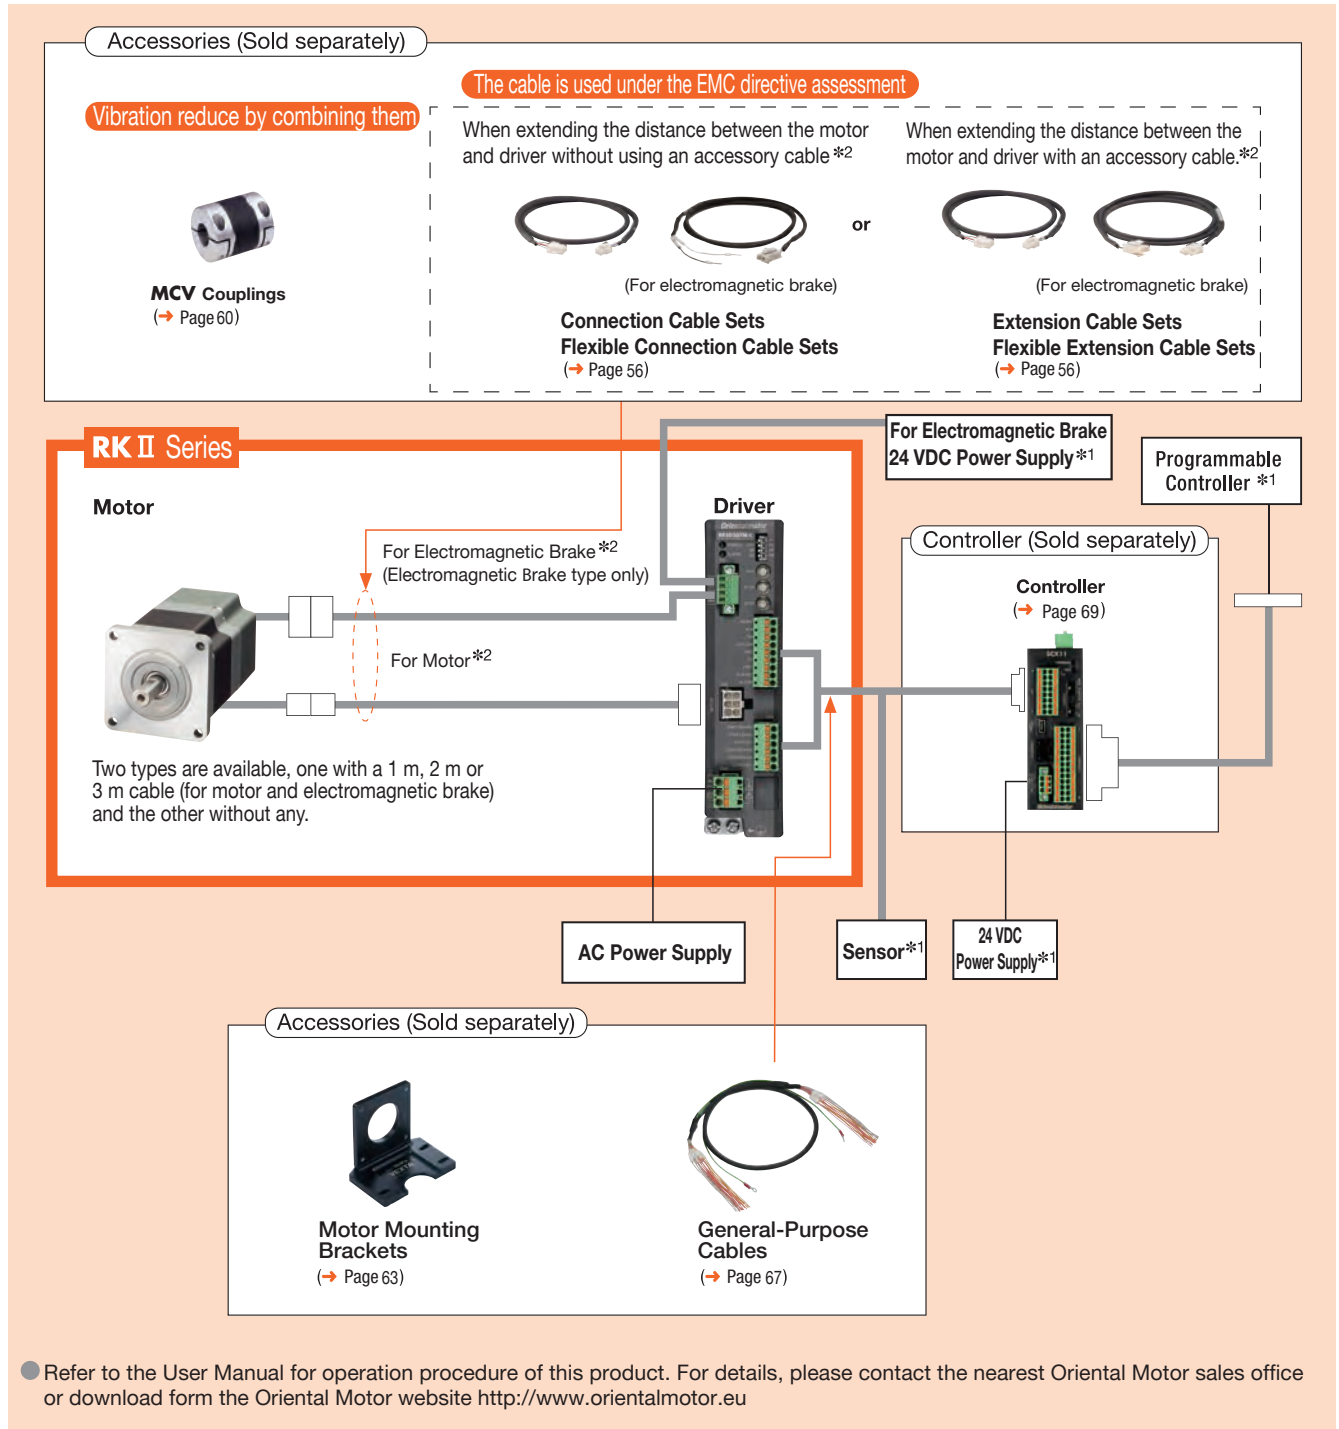 Accessories (Sold separately)
Vibration reduce by combining them
The cable is used under the EMC directive assessment
When extending the distance between the motor
and driver without using an accessory cable*2
When extending the distance between the
motor and driver with an accessory cable.*2
or
(For electromagnetic brake)
(For electromagnetic brake)
MCV Couplings
(→ Page 60)
Connection Cable Sets
Flexible Connection Cable Sets
(→ Page 56)
Extension Cable Sets
Flexible Extension Cable Sets
(→ Page 56)
RK II Series
For Electromagnetic Brake
24 VDC Power Supply*1
Programmable
Controller *1
Motor
Driver
For Electromagnetic Brake*2
(Electromagnetic Brake type only)
For Motor*2
Two types are available, one with a 1 m, 2 m or
3 m cable (for motor and electromagnetic brake)
and the other without any.
Controller (Sold separately)
Controller
(→ Page 69)
SCX11
AC Power Supply
Sensor*1
24 VDC
Power Supply*1
Accessories (Sold separately)
Motor Mounting
Brackets
(→ Page 63)
General-Purpose
Cables
(→ Page 67)
Refer to the User Manual for operation procedure of this product. For details, please contact the nearest Oriental Motor sales office
or download form the Oriental Motor website http://www.orientalmotor.eu